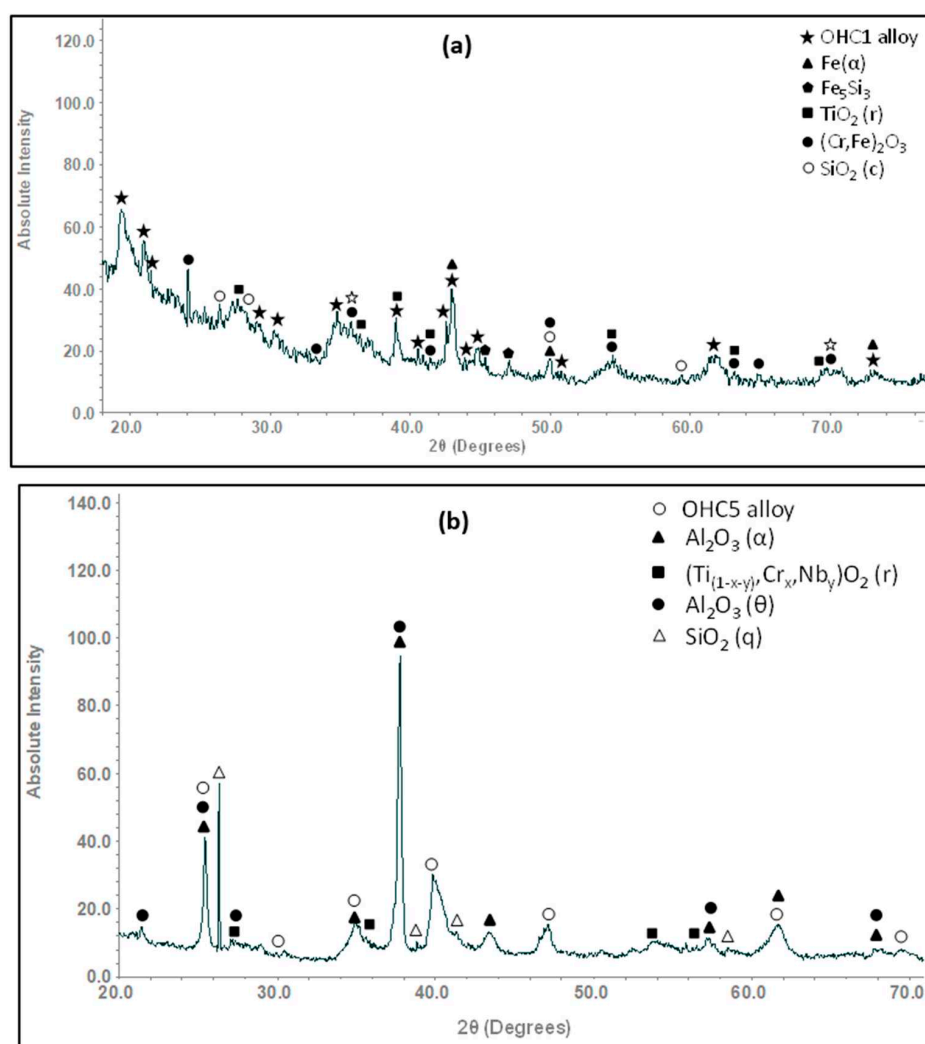 (a)
★ OHC1 alloy
▲ Fe(α)
⬟ Fe₅Si₃
■ TiO₂ (r)
● (Cr,Fe)₂O₃
○ SiO₂ (c)
Absolute Intensity
120.0
100.0
80.0
60.0
40.0
20.0
0.0
20.0 30.0 40.0 50.0 60.0 70.0
2θ (Degrees)
(b)
○ OHC5 alloy
▲ Al₂O₃ (α)
■ (Ti₍₁₋ₓ₋ᵧ₎,Crₓ,Nbᵧ)O₂ (r)
● Al₂O₃ (θ)
△ SiO₂ (q)
Absolute Intensity
140.0
120.0
100.0
80.0
60.0
40.0
20.0
0.0
20.0 30.0 40.0 50.0 60.0 70.0
2θ (Degrees)